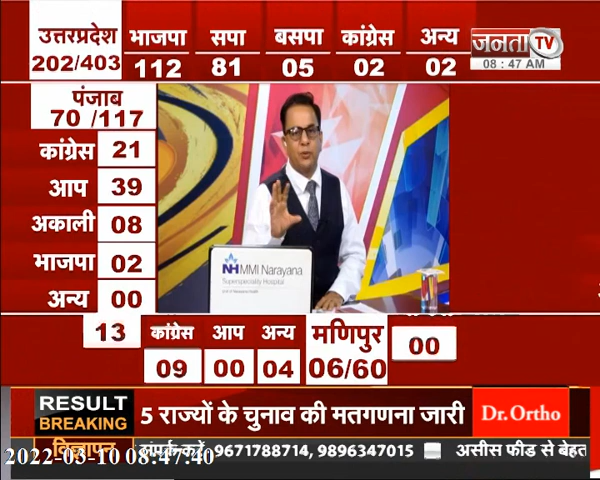 उत्तरप्रदेश भाजपा सपा बसपा कांग्रेस अन्य
202/403 112 81 05 02 02
जनता TV
08 : 47 AM
पंजाब
70 /117
कांग्रेस 21
आप 39
अकाली 08
भाजपा 02
अन्य 00
NH MMI Narayana
Superspeciality Hospital
13 कांग्रेस आप अन्य मणिपुर
09 00 04 06/60 00
RESULT
BREAKING
5 राज्यों के चुनाव की मतगणना जारी
Dr. Ortho
विज्ञापन संपर्क करें: 9671788714, 9896347015 असीस फीड से बेहत
2022-03-10 08:47:40